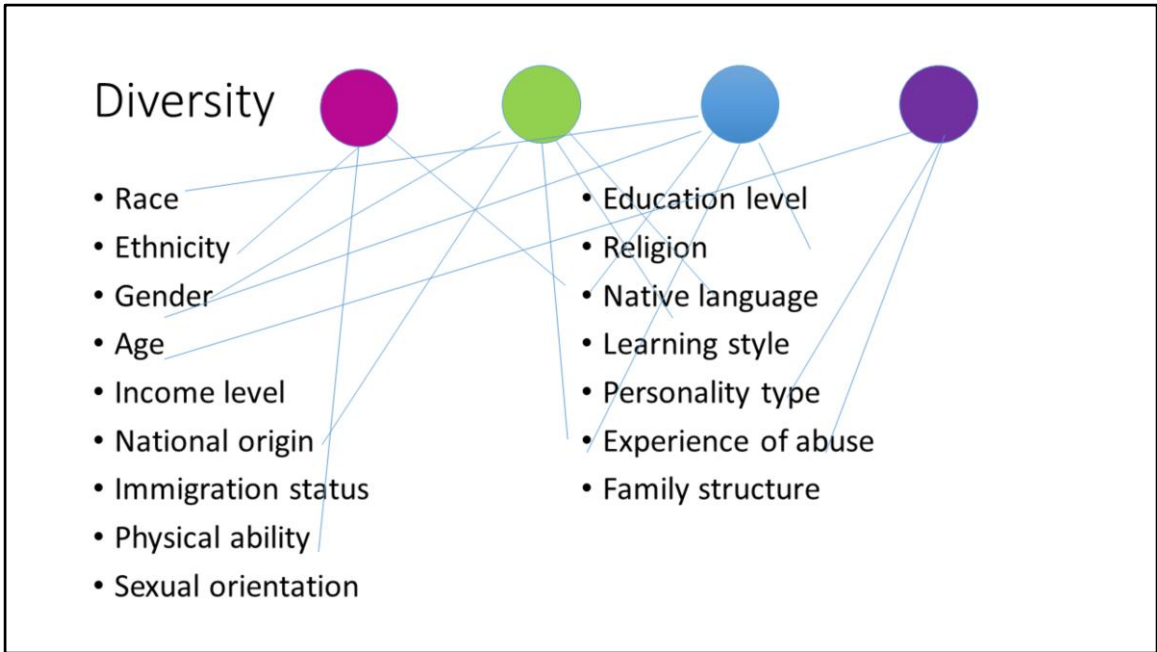 Diversity
• Race
• Ethnicity
• Gender
• Age
• Income level
• National origin
• Immigration status
• Physical ability
• Sexual orientation
• Education level
• Religion
• Native language
• Learning style
• Personality type
• Experience of abuse
• Family structure